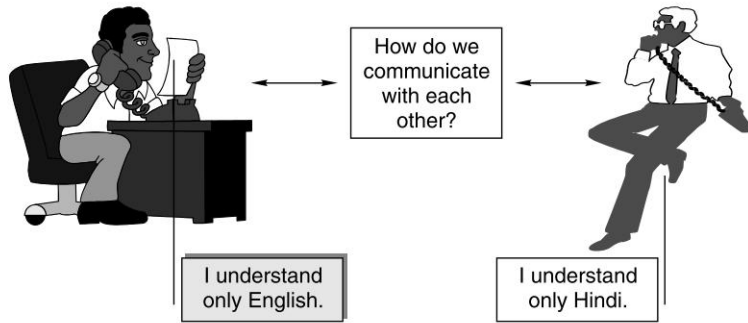 How do we
communicate
with each
other?
I understand
only English.
I understand
only Hindi.